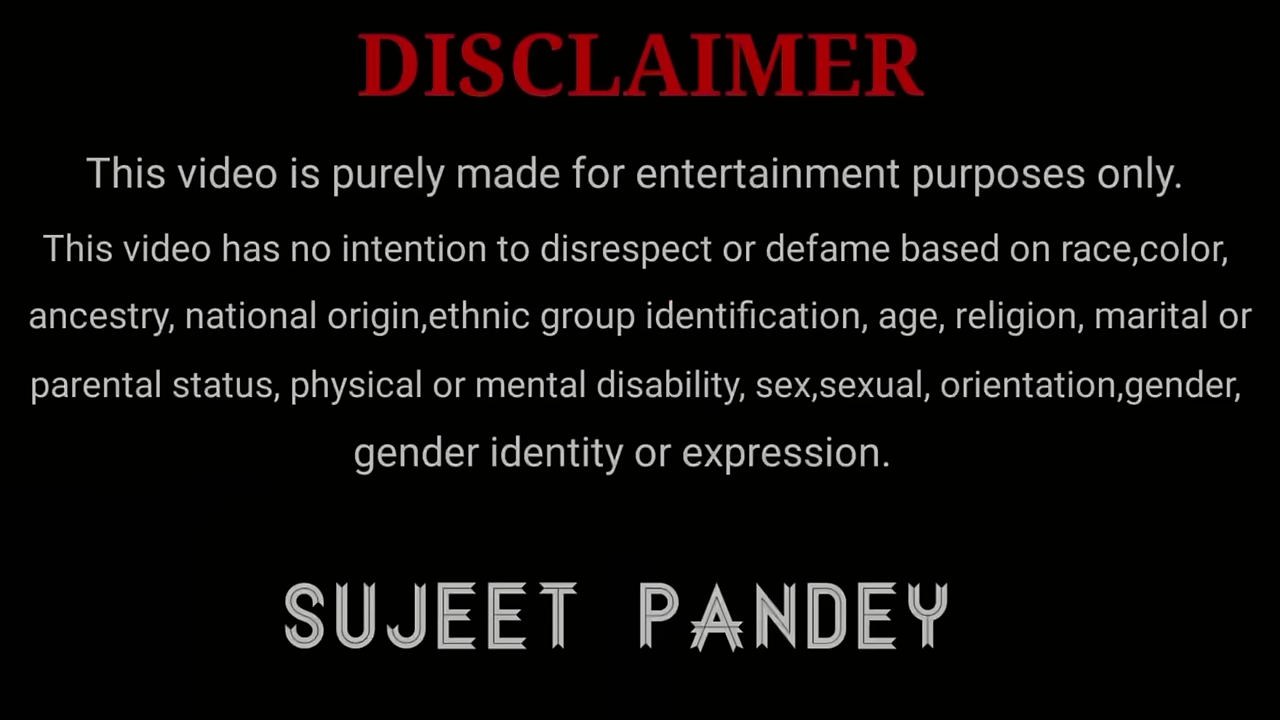 DISCLAIMER
This video is purely made for entertainment purposes only.
This video has no intention to disrespect or defame based on race,color,
ancestry, national origin,ethnic group identification, age, religion, marital or
parental status, physical or mental disability, sex,sexual, orientation,gender,
gender identity or expression.
SUJEET PANDEY